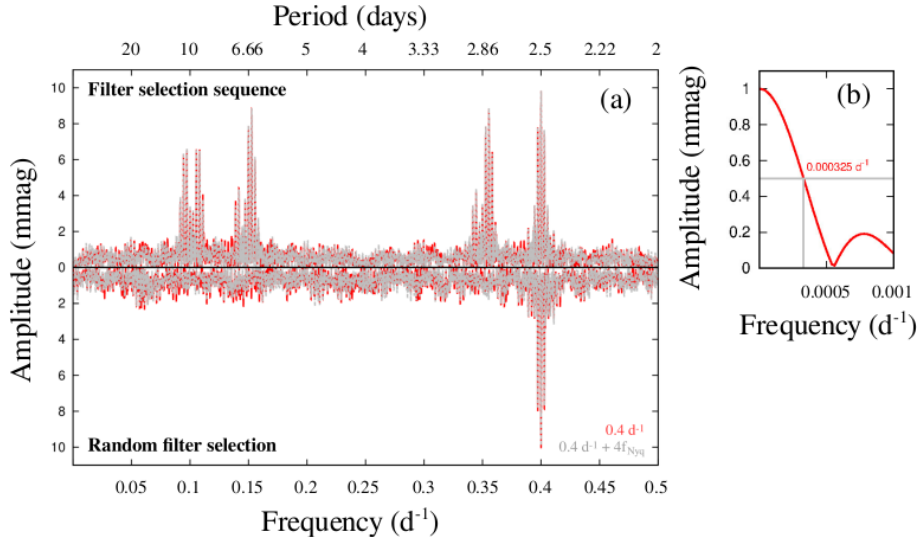 Period (days)
20 10 6.66 5 4 3.33 2.86 2.5 2.22 2
Filter selection sequence
(a)
10
8
6
4
2
0
2
4
6
8
10
Amplitude (mmag)
Random filter selection
0.4 d⁻¹
0.4 d⁻¹ + 4f_Nyq
0.05 0.1 0.15 0.2 0.25 0.3 0.35 0.4 0.45 0.5
Frequency (d⁻¹)
(b)
1
0.8
0.6
0.4
0.2
0
0.000325 d⁻¹
Amplitude (mmag)
0.0005 0.001
Frequency (d⁻¹)